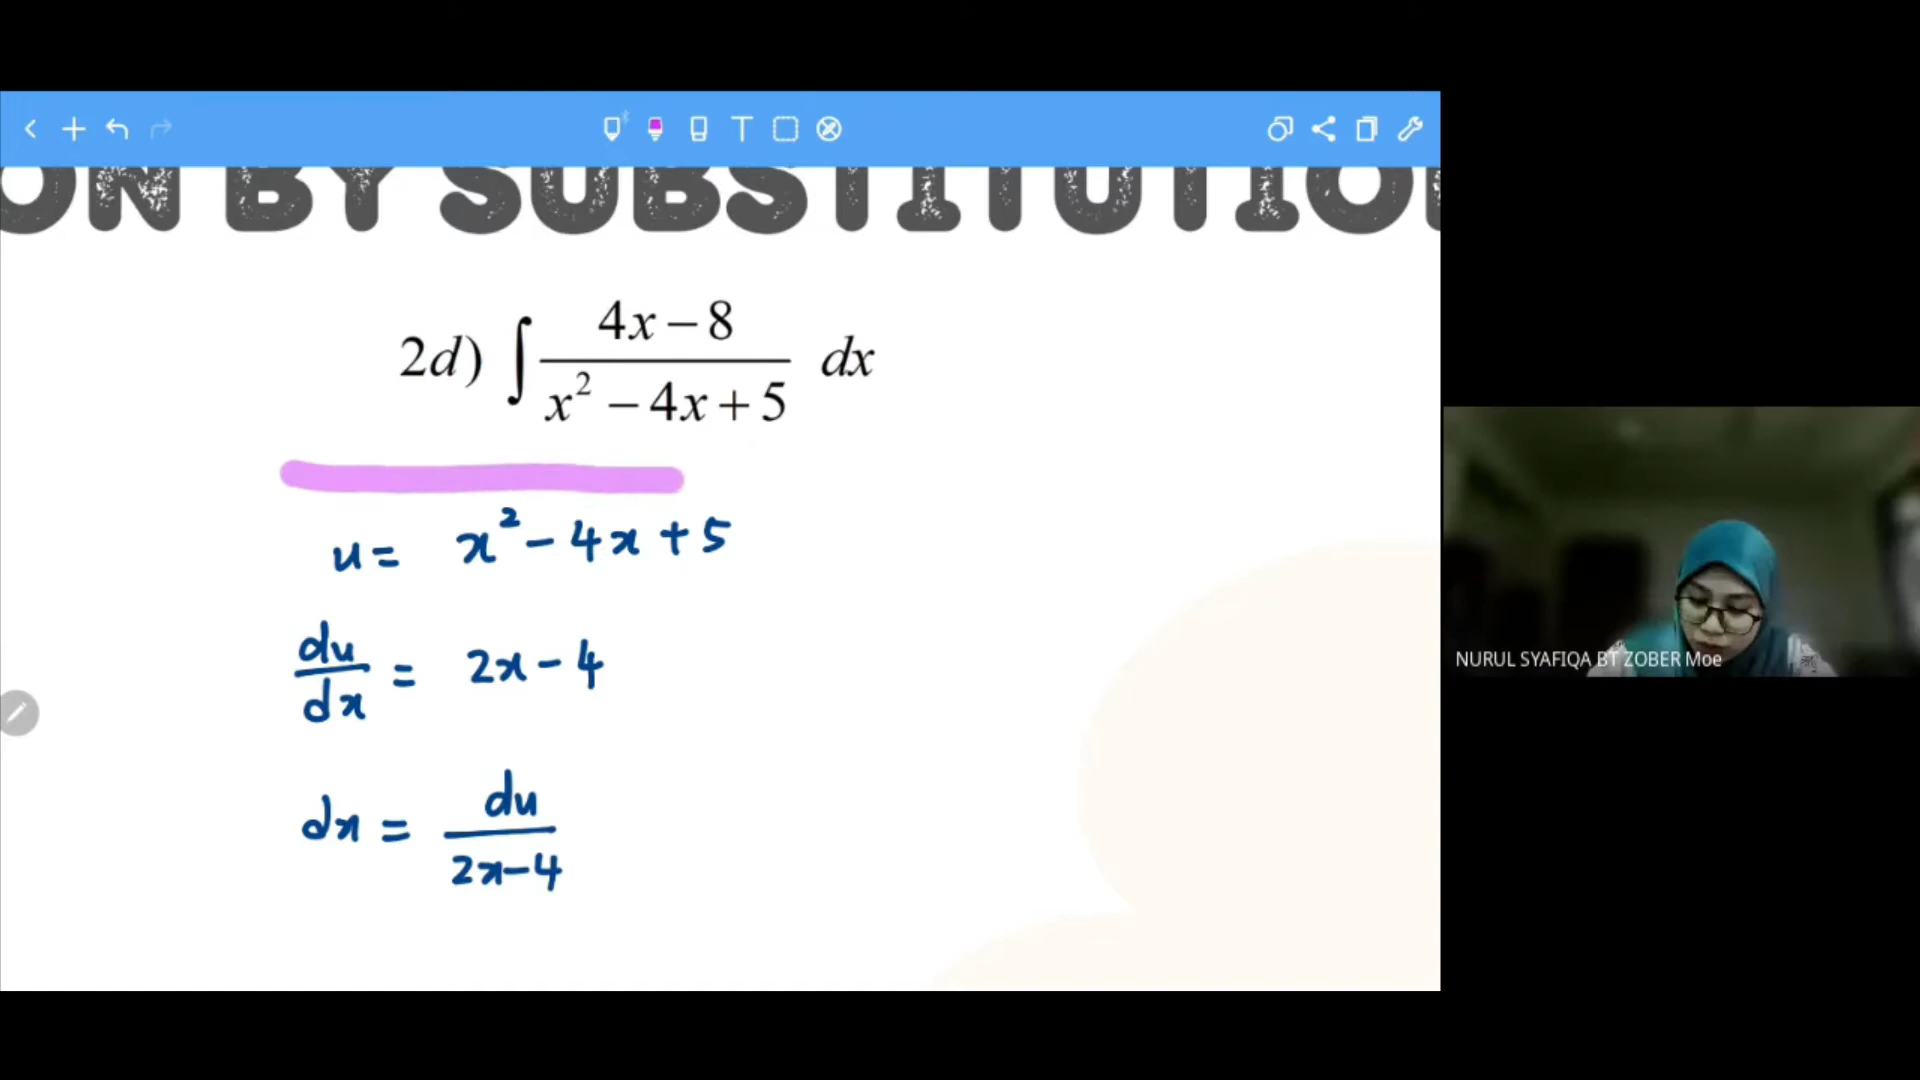 ON BY SUBSTITUTIO
2d) ∫ (4x − 8)/(x² − 4x + 5) dx
u = x² − 4x + 5
du/dx = 2x − 4
dx = du/(2x−4)
NURUL SYAFIQA BT ZOBER Moe